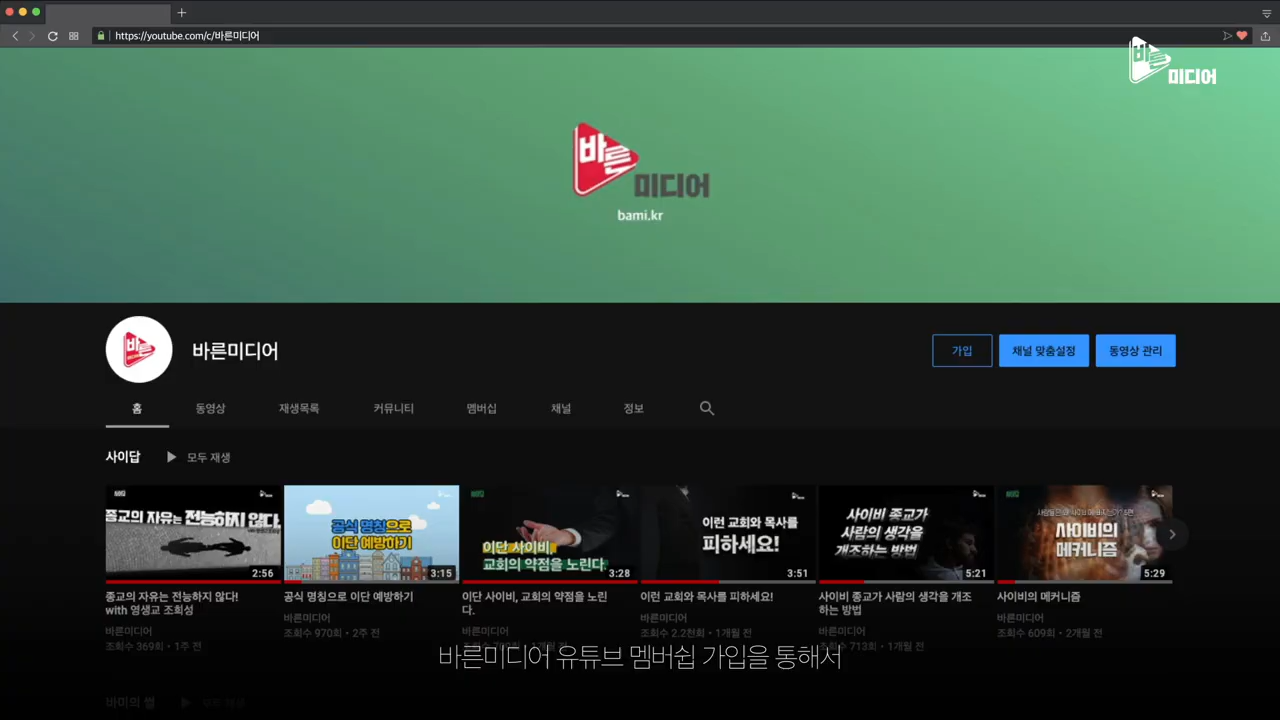 https://youtube.com/c/바른미디어
바른
미디어
바른
미디어
bami.kr
바른
바른미디어
가입
채널 맞춤설정
동영상 관리
홈
동영상
재생목록
커뮤니티
멤버십
채널
정보
사이답
모두 재생
종교의 자유는 전능하지 않다.
2:56
공식 명칭으로
이단 예방하기
3:15
이단 사이비,
교회의 약점을 노린다.
3:28
이런 교회와 목사를
피하세요!
3:51
사이비 종교가
사람의 생각을
개조하는 방법
5:21
사이비의
메커니즘
5:29
종교의 자유는 전능하지 않다!
with 영생교 조희성
바른미디어
조회수 369회 • 1주 전
공식 명칭으로 이단 예방하기
바른미디어
조회수 970회 • 2주 전
이단 사이비, 교회의 약점을 노린
다.
바른미디어
이런 교회와 목사를 피하세요!
바른미디어
조회수 2.2천회 • 1개월 전
사이비 종교가 사람의 생각을 개조
하는 방법
바른미디어
조회수 713회 • 1개월 전
사이비의 메커니즘
바른미디어
조회수 609회 • 2개월 전
바른미디어 유튜브 멤버쉽 가입을 통해서
바미의 썰
모두 재생